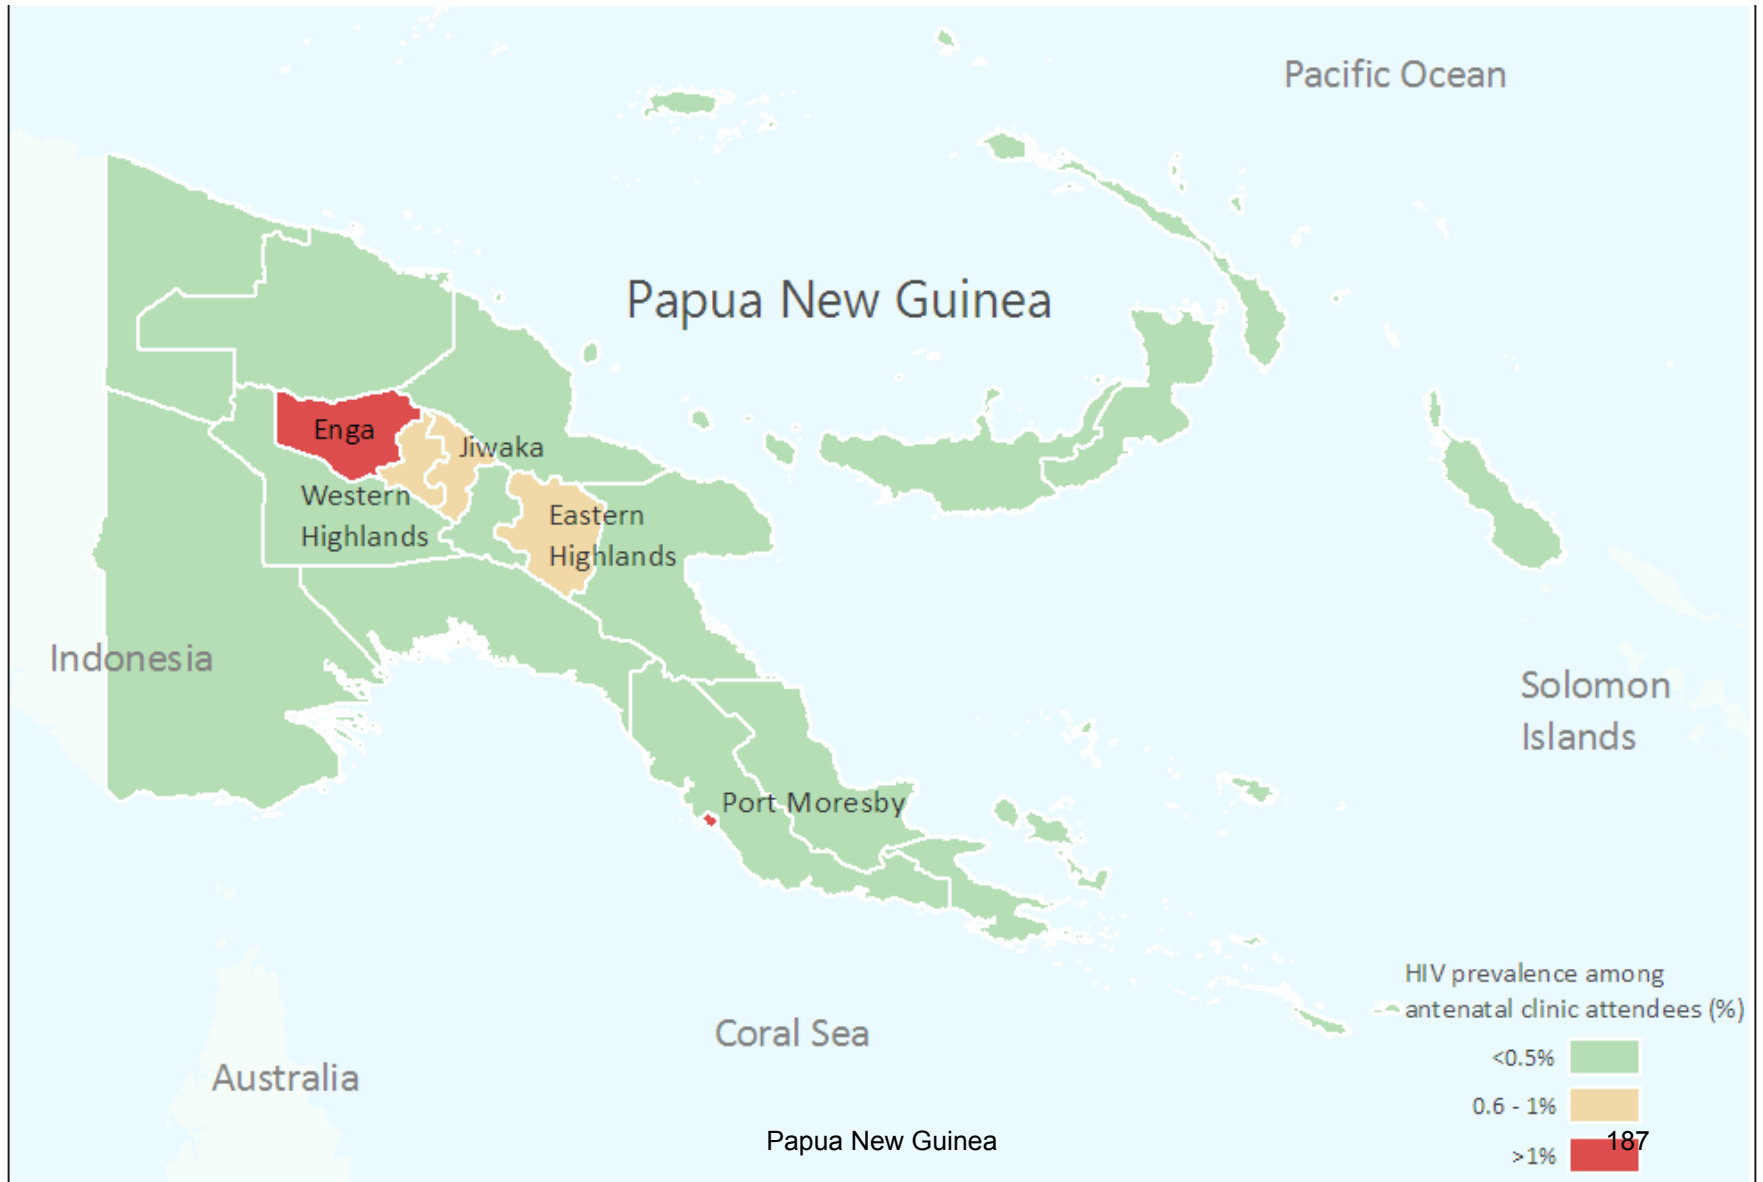 Pacific Ocean
Papua New Guinea
Enga
Jiwaka
Western
Highlands
Eastern
Highlands
Indonesia
Solomon
Islands
Port Moresby
HIV prevalence among
antenatal clinic attendees (%)
Coral Sea
Australia
<0.5%
0.6 - 1%
>1%
Papua New Guinea
187